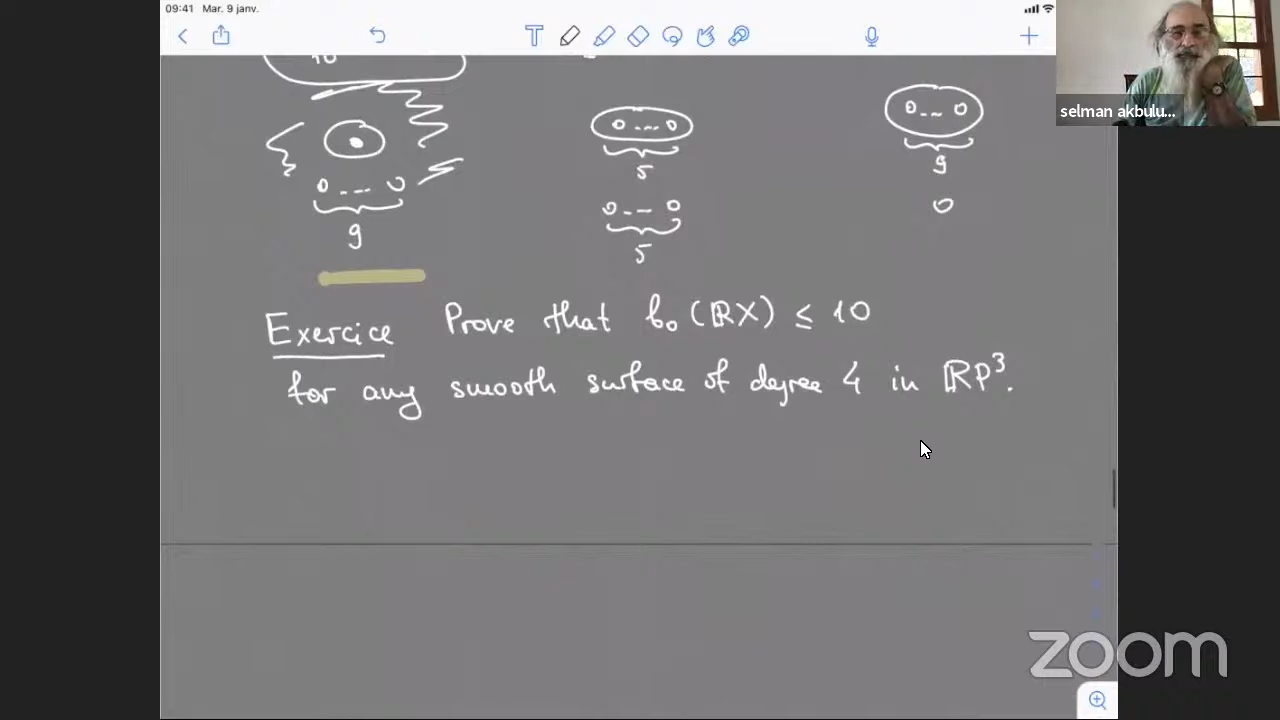 09:41 Mar. 9 janv.
selman akbulu...
10
5
9
5
9
Exercice Prove that b₀ (ℝX) ≤ 10
for any smooth surface of degree 4 in ℝP³.
zoom